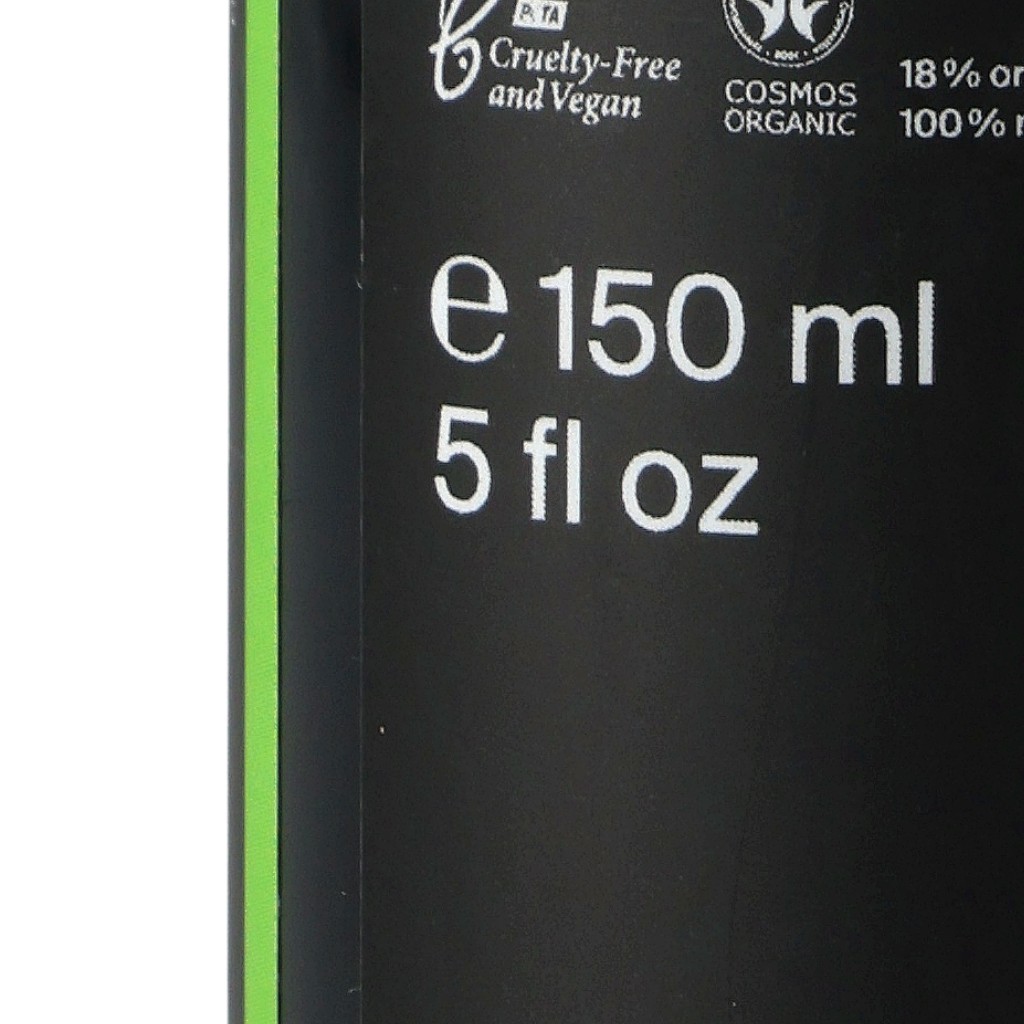 PETA
Cruelty-Free
and Vegan
COSMOS
ORGANIC
18% or
100%
℮ 150 ml
5 fl oz